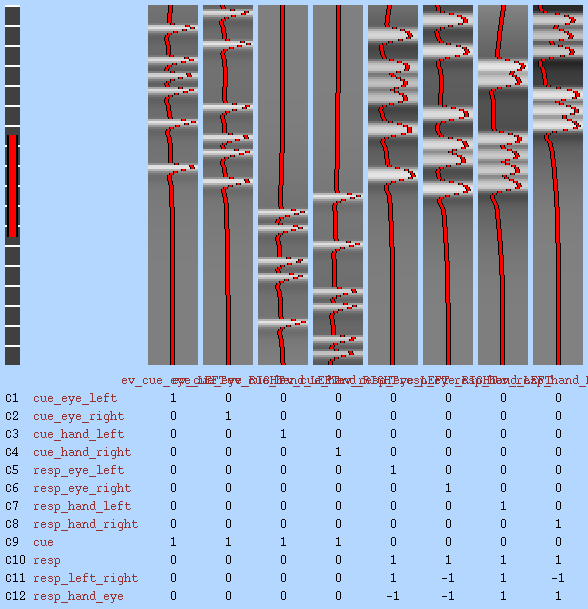 C1 cue_eye_left 1 0 0 0 0 0 0 0
C2 cue_eye_right 0 1 0 0 0 0 0 0
C3 cue_hand_left 0 0 1 0 0 0 0 0
C4 cue_hand_right 0 0 0 1 0 0 0 0
C5 resp_eye_left 0 0 0 0 1 0 0 0
C6 resp_eye_right 0 0 0 0 0 1 0 0
C7 resp_hand_left 0 0 0 0 0 0 1 0
C8 resp_hand_right 0 0 0 0 0 0 0 1
C9 cue 1 1 1 1 0 0 0 0
C10 resp 0 0 0 0 1 1 1 1
C11 resp_left_right 0 0 0 0 1 -1 1 -1
C12 resp_hand_eye 0 0 0 0 -1 -1 1 1